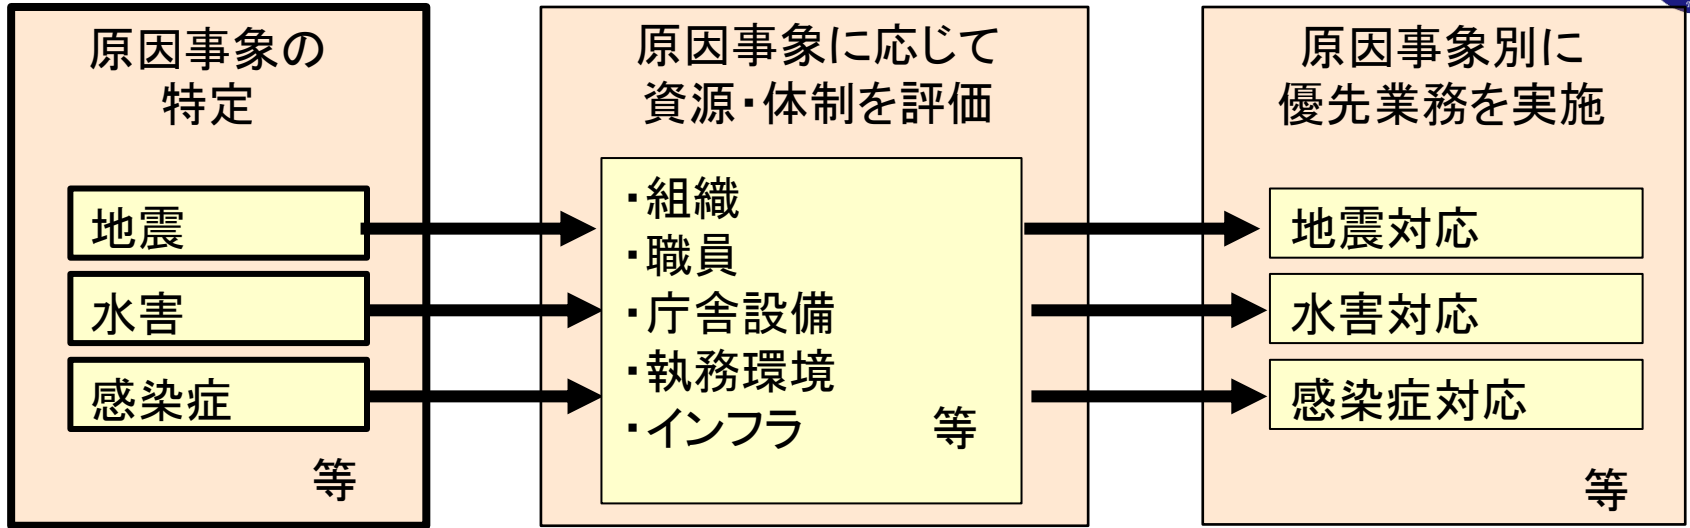 原因事象の
特定
地震
水害
感染症
等
原因事象に応じて
資源・体制を評価
・組織
・職員
・庁舎設備
・執務環境
・インフラ 等
原因事象別に
優先業務を実施
地震対応
水害対応
感染症対応
等